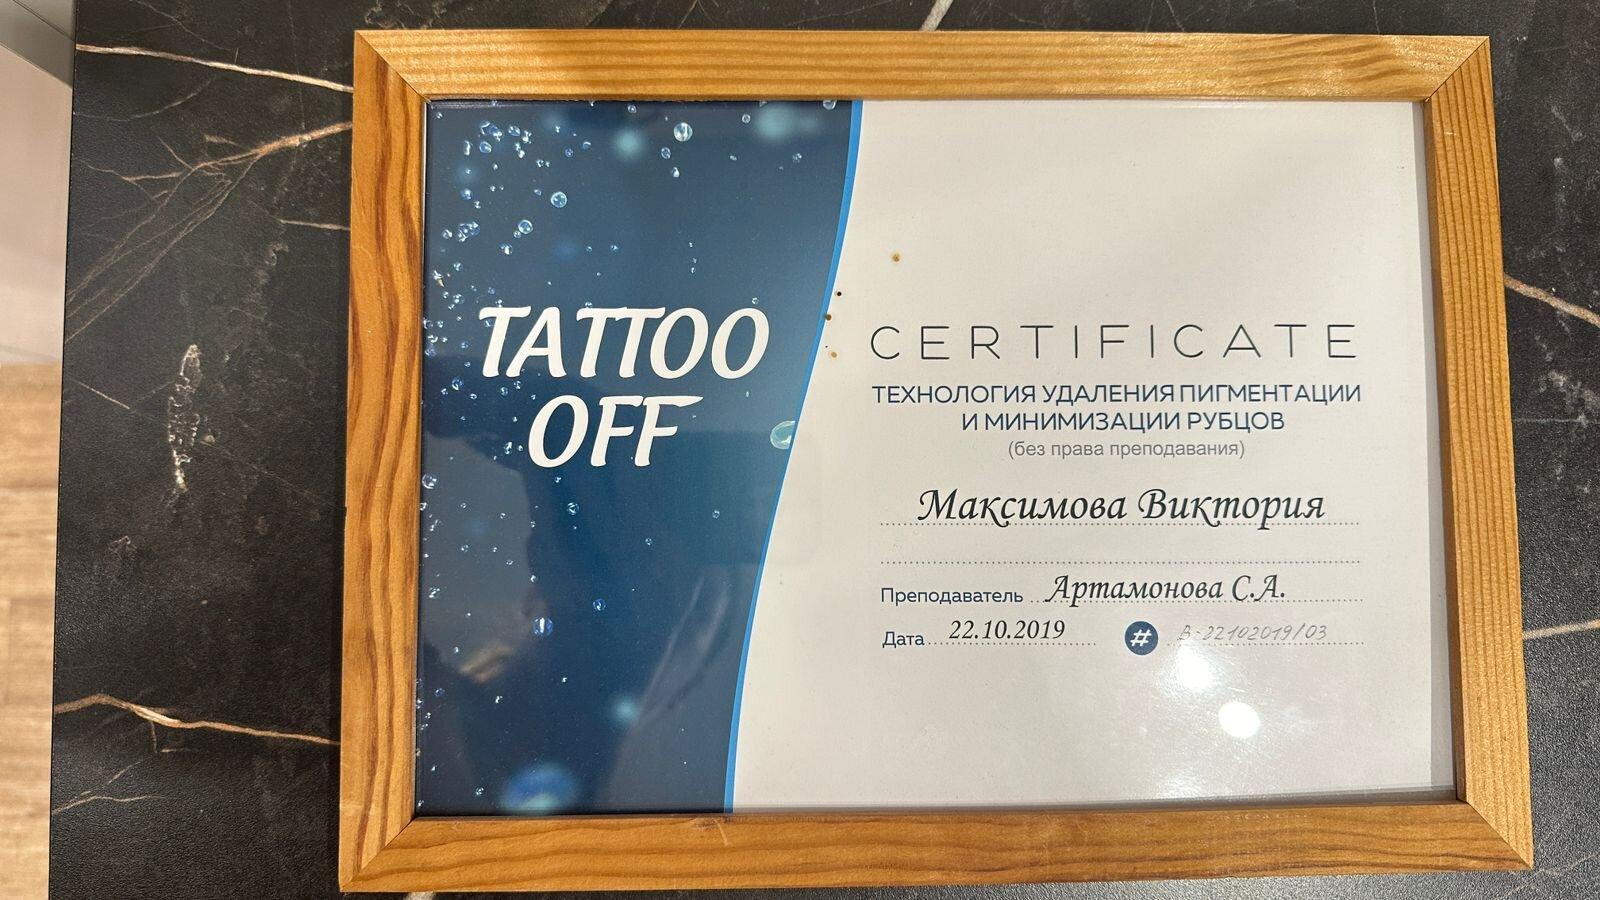 TATTOO
OFF
CERTIFICATE
ТЕХНОЛОГИЯ УДАЛЕНИЯ ПИГМЕНТАЦИИ
И МИНИМИЗАЦИИ РУБЦОВ
(без права преподавания)
Максимова Виктория
Преподаватель Артамонова С.А.
Дата 22.10.2019 # В-22102019/03